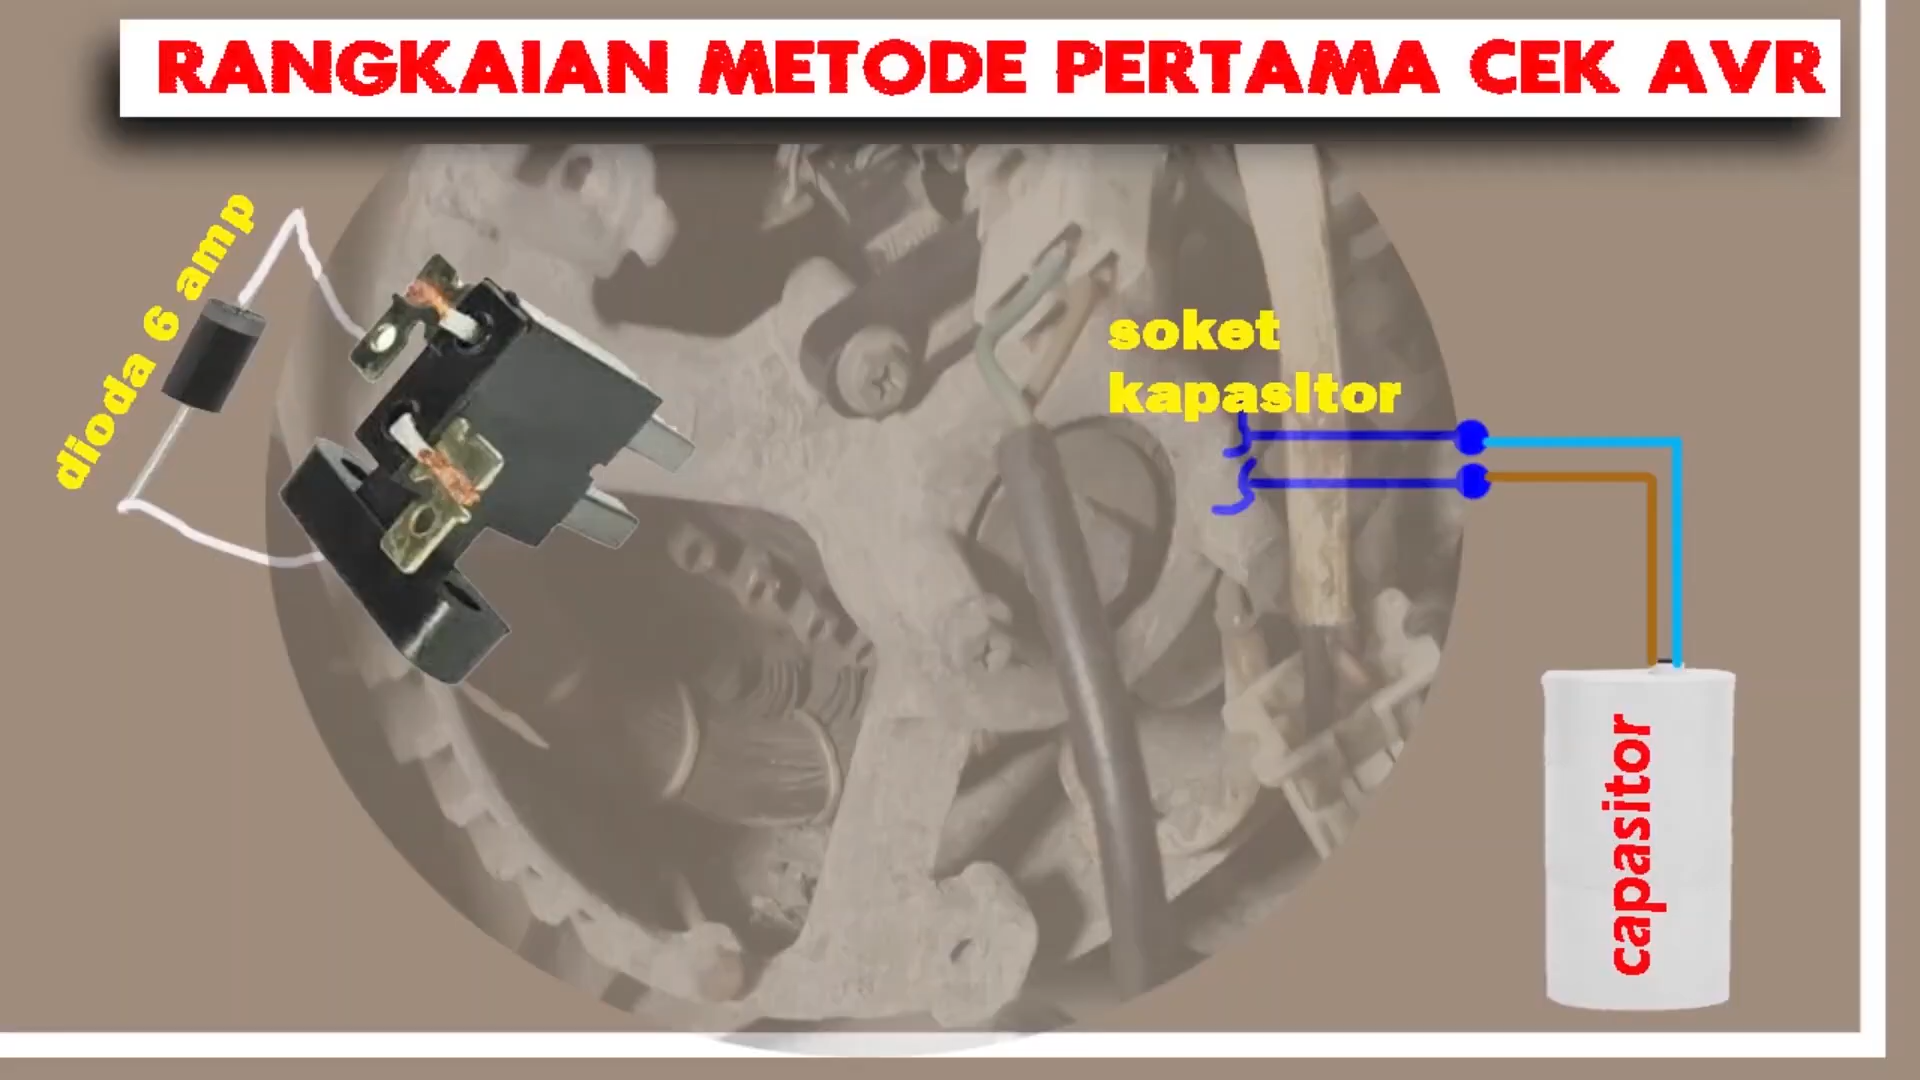 RANGKAIAN METODE PERTAMA CEK AVR
dioda 6 amp
soket
kapasitor
capasitor